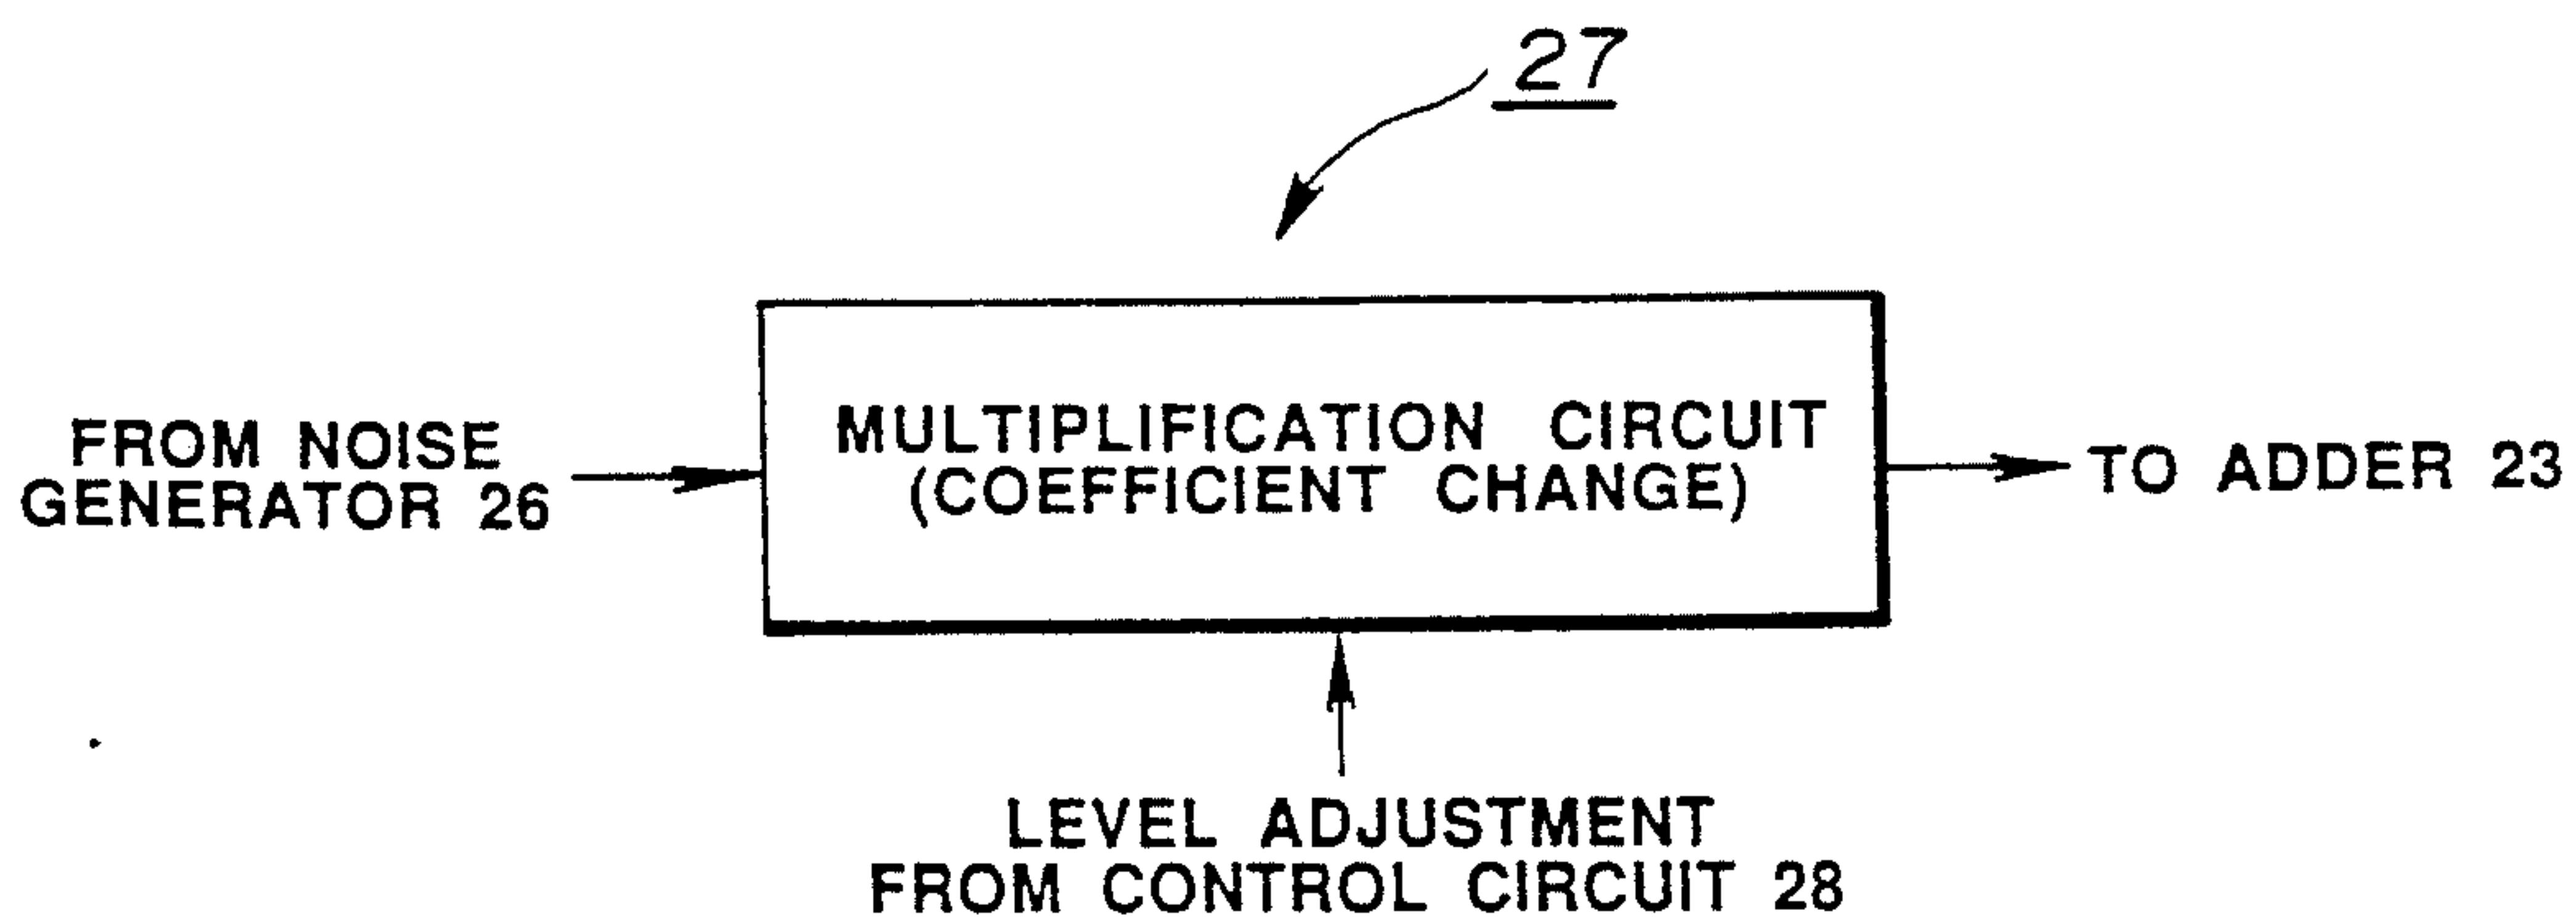 27
FROM NOISE
GENERATOR 26
MULTIPLIFICATION CIRCUIT
(COEFFICIENT CHANGE)
TO ADDER 23
LEVEL ADJUSTMENT
FROM CONTROL CIRCUIT 28